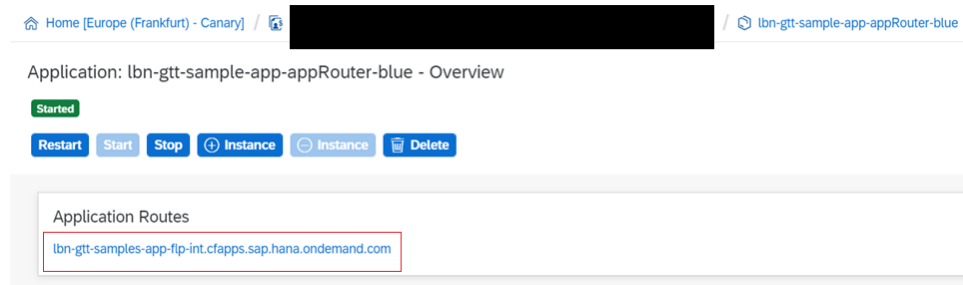 Home [Europe (Frankfurt) - Canary] / / lbn-gtt-sample-app-appRouter-blue
Application: lbn-gtt-sample-app-appRouter-blue - Overview
Started
Restart Start Stop Instance Instance Delete
Application Routes
lbn-gtt-samples-app-flp-int.cfapps.sap.hana.ondemand.com